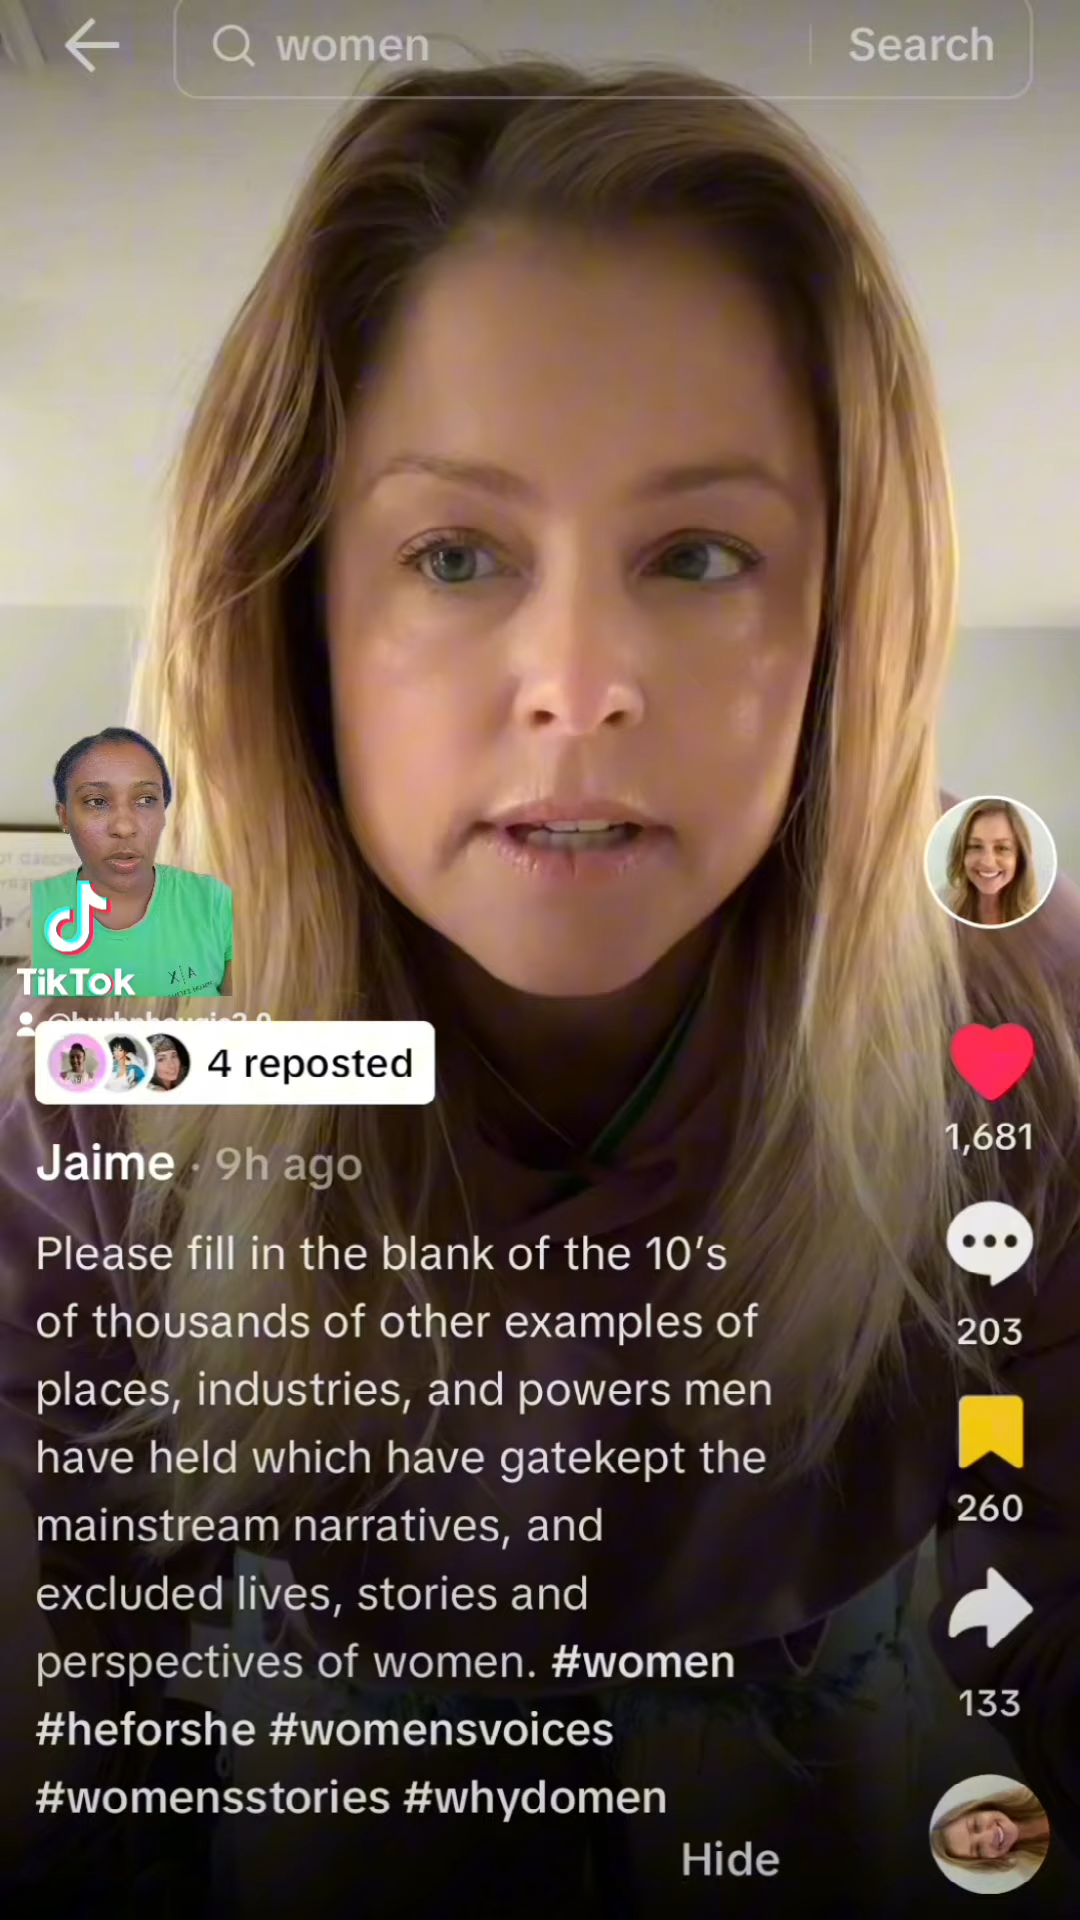 women
Search
TikTok
4 reposted
Jaime · 9h ago
Please fill in the blank of the 10’s
of thousands of other examples of
places, industries, and powers men
have held which have gatekept the
mainstream narratives, and
excluded lives, stories and
perspectives of women. #women
#heforshe #womensvoices
#womensstories #whydomen
Hide
1,681
203
260
133